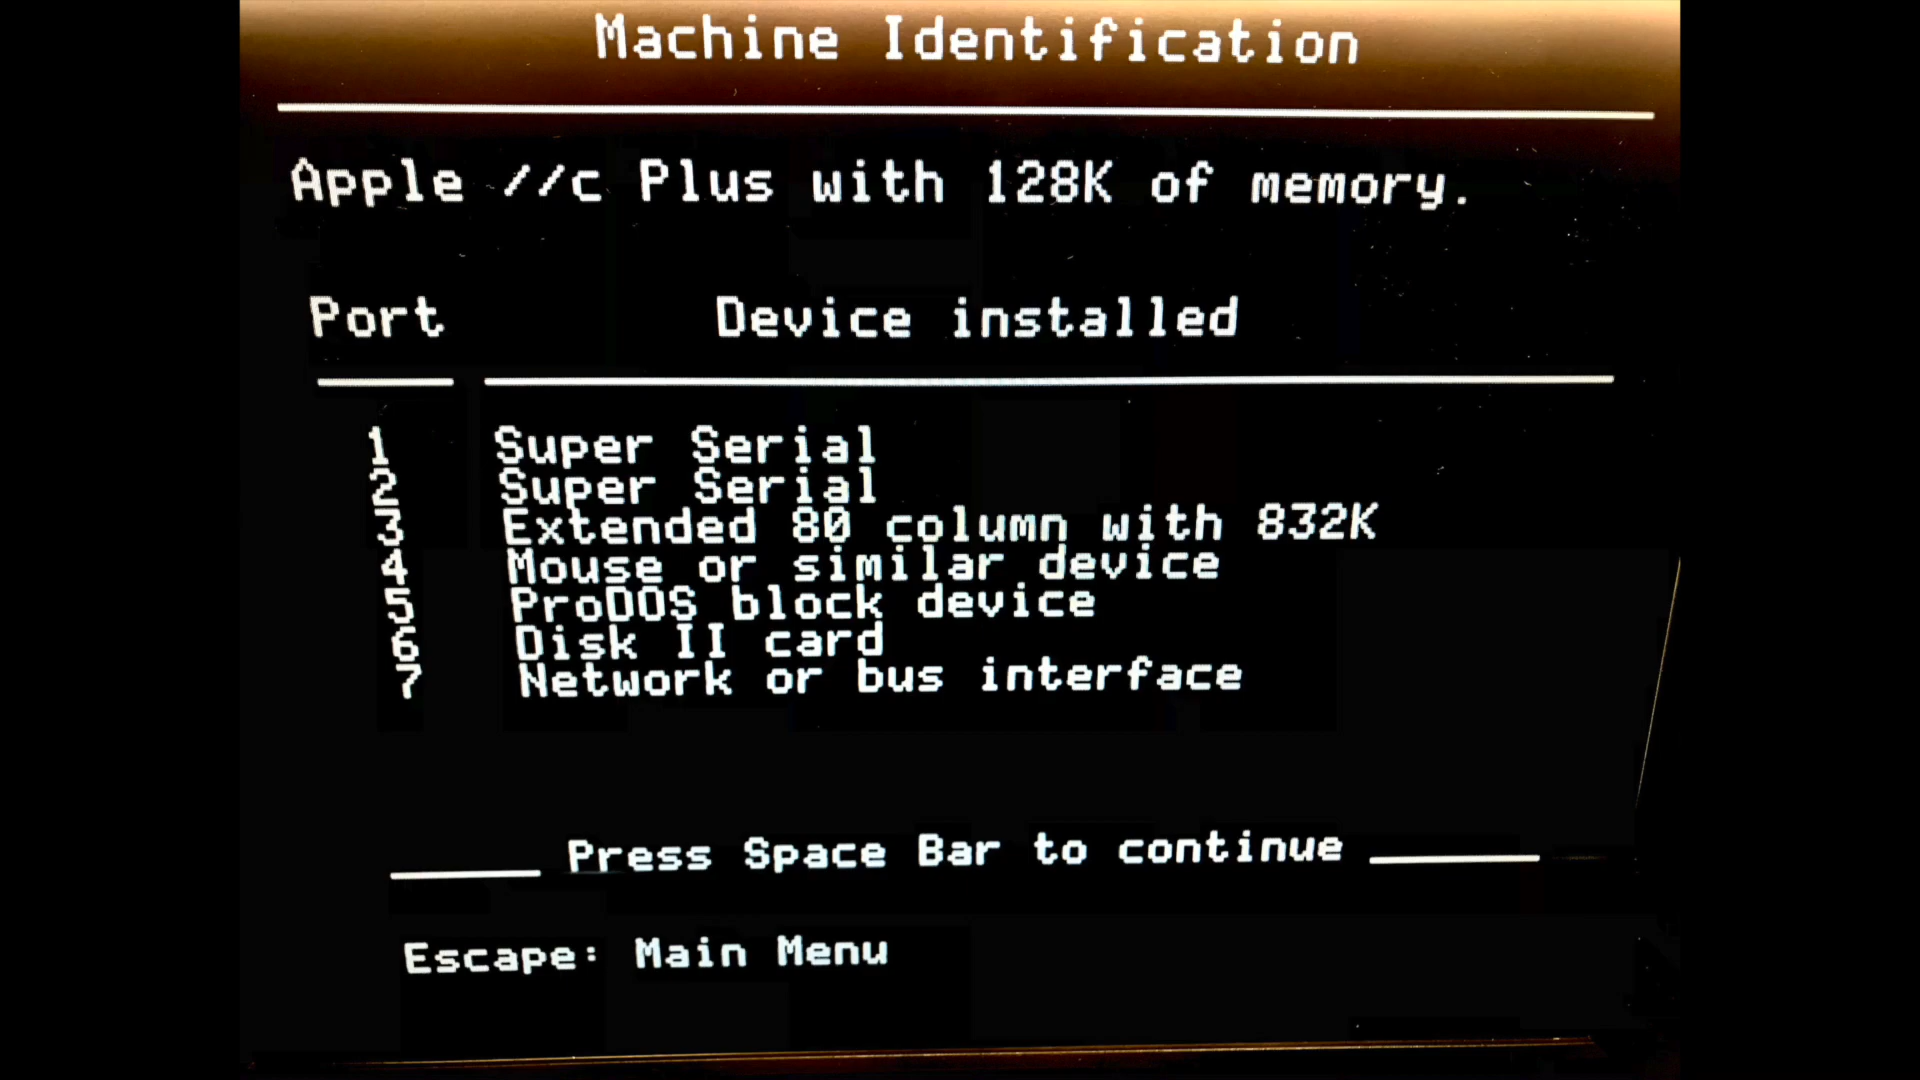 Machine Identification
Apple //c Plus with 128K of memory.
Port Device installed
1 Super Serial
2 Super Serial
3 Extended 80 column with 832K
4 Mouse or similar device
5 ProDOS block device
6 Disk II card
7 Network or bus interface
Press Space Bar to continue
Escape: Main Menu